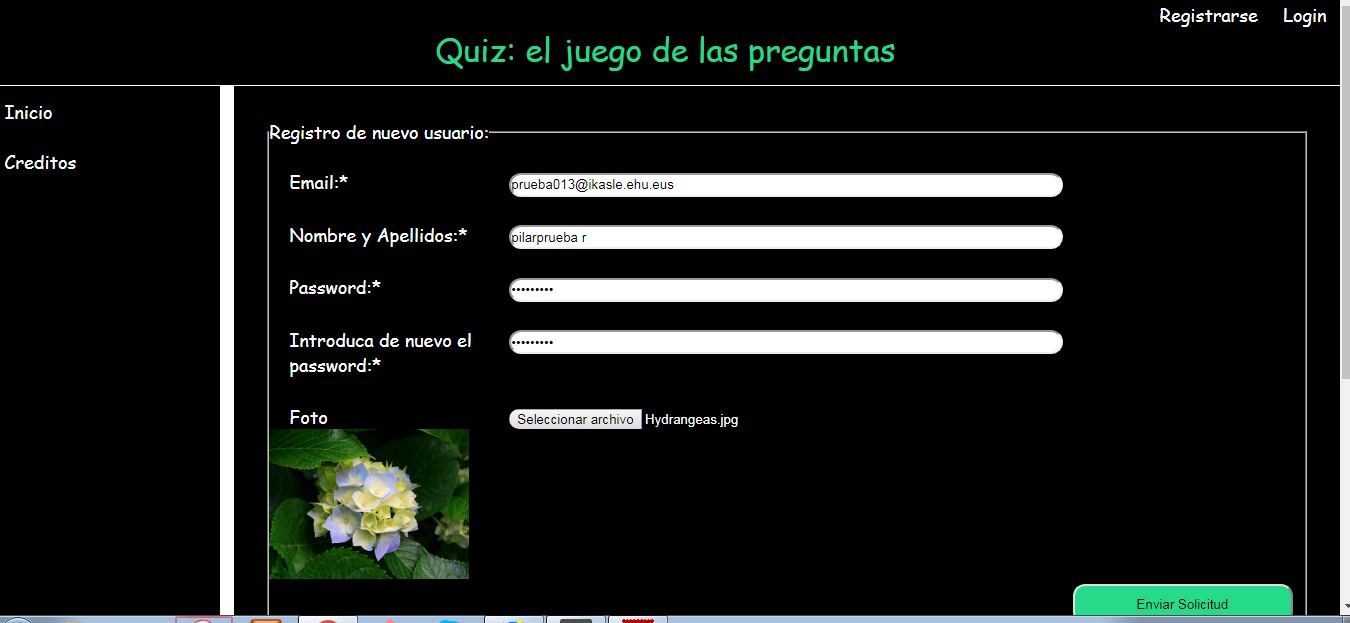 Registrarse Login
Quiz: el juego de las preguntas
Inicio
Creditos
Registro de nuevo usuario:
Email:* prueba013@ikasle.ehu.eus
Nombre y Apellidos:* pilarprueba r
Password:* •••••••••
Introduca de nuevo el •••••••••
password:*
Foto Seleccionar archivo Hydrangeas.jpg
Enviar Solicitud